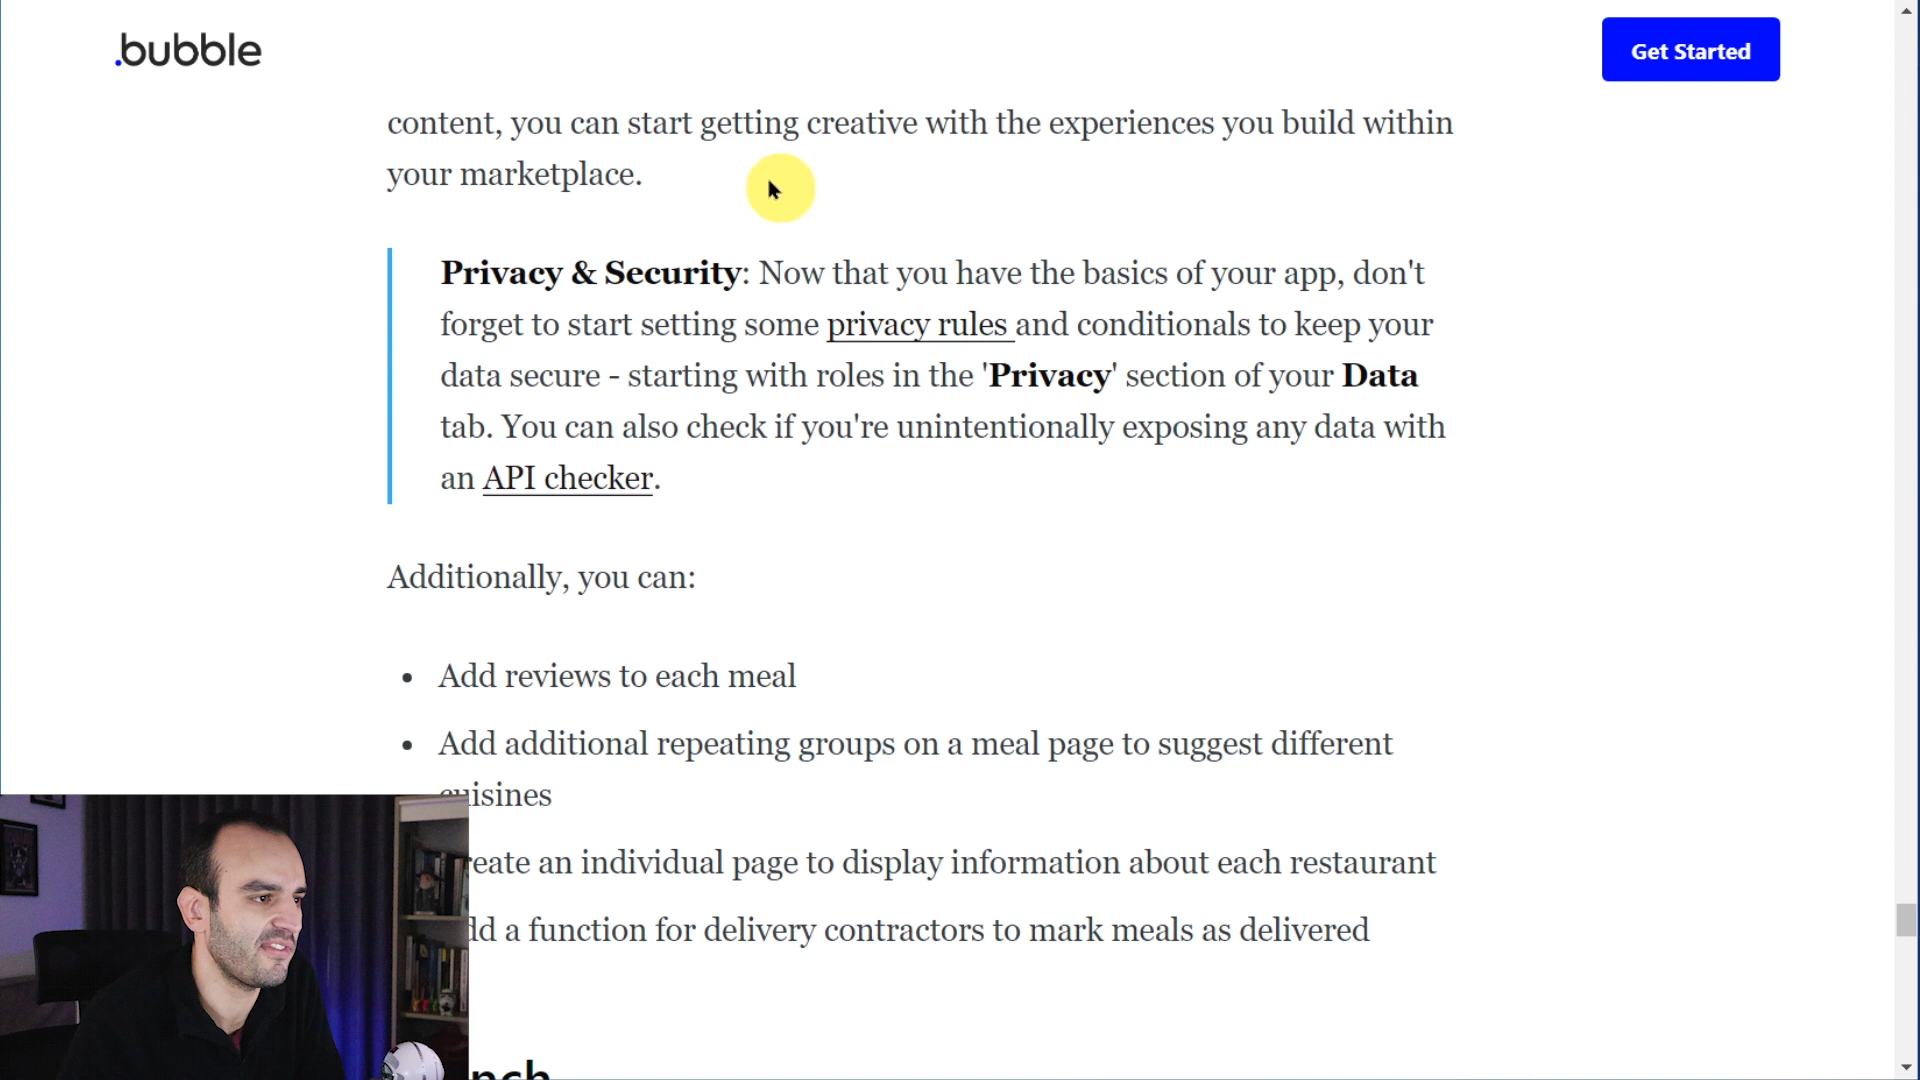 .bubble
Get Started
content, you can start getting creative with the experiences you build within
your marketplace.
Privacy & Security: Now that you have the basics of your app, don't
forget to start setting some privacy rules and conditionals to keep your
data secure - starting with roles in the 'Privacy' section of your Data
tab. You can also check if you're unintentionally exposing any data with
an API checker.
Additionally, you can:
• Add reviews to each meal
• Add additional repeating groups on a meal page to suggest different
cuisines
reate an individual page to display information about each restaurant
dd a function for delivery contractors to mark meals as delivered
nch